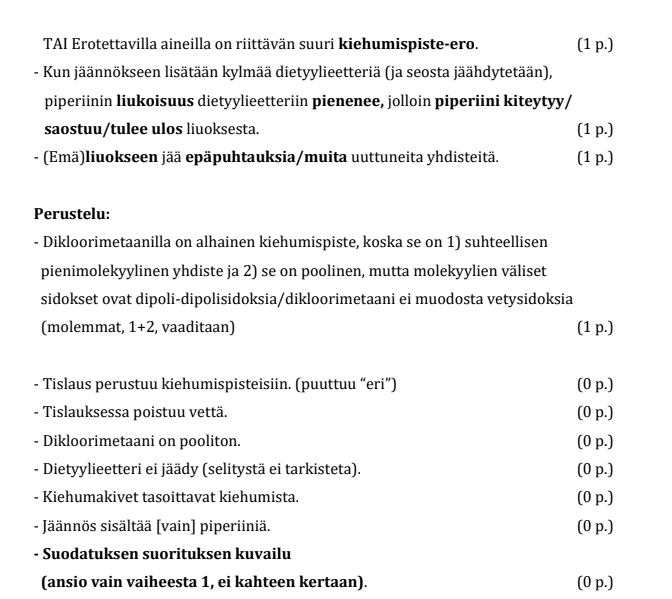 TAI Erotettavilla aineilla on riittävän suuri kiehumispiste-ero. (1 p.)
- Kun jäännökseen lisätään kylmää dietyylieetteriä (ja seosta jäähdytetään),
piperiinin liukoisuus dietyylieetteriin pienenee, jolloin piperiini kiteytyy/
saostuu/tulee ulos liuoksesta. (1 p.)
- (Emä)liuokseen jää epäpuhtauksia/muita uuttuneita yhdisteitä. (1 p.)
Perustelu:
- Dikloorimetaanilla on alhainen kiehumispiste, koska se on 1) suhteellisen
pienimolekyylinen yhdiste ja 2) se on poolinen, mutta molekyylien väliset
sidokset ovat dipoli-dipolisidoksia/dikloorimetaani ei muodosta vetysidoksia
(molemmat, 1+2, vaaditaan) (1 p.)
- Tislaus perustuu kiehumispisteisiin. (puuttuu “eri”) (0 p.)
- Tislauksessa poistuu vettä. (0 p.)
- Dikloorimetaani on pooliton. (0 p.)
- Dietyylieetteri ei jäädy (selitystä ei tarkisteta). (0 p.)
- Kiehumakivet tasoittavat kiehumista. (0 p.)
- Jäännös sisältää [vain] piperiiniä. (0 p.)
- Suodatuksen suorituksen kuvailu
(ansio vain vaiheesta 1, ei kahteen kertaan). (0 p.)